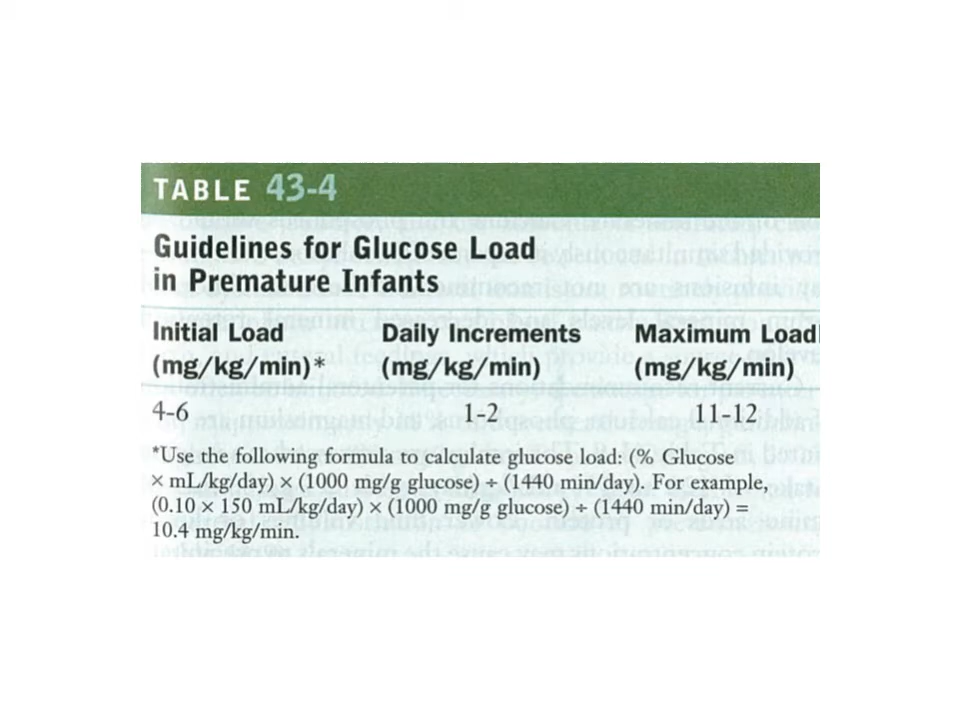 TABLE 43-4
Guidelines for Glucose Load
in Premature Infants
Initial Load Daily Increments Maximum Load
(mg/kg/min)* (mg/kg/min) (mg/kg/min)
4-6 1-2 11-12
*Use the following formula to calculate glucose load: (% Glucose
× mL/kg/day) × (1000 mg/g glucose) ÷ (1440 min/day). For example,
(0.10 × 150 mL/kg/day) × (1000 mg/g glucose) ÷ (1440 min/day) =
10.4 mg/kg/min.